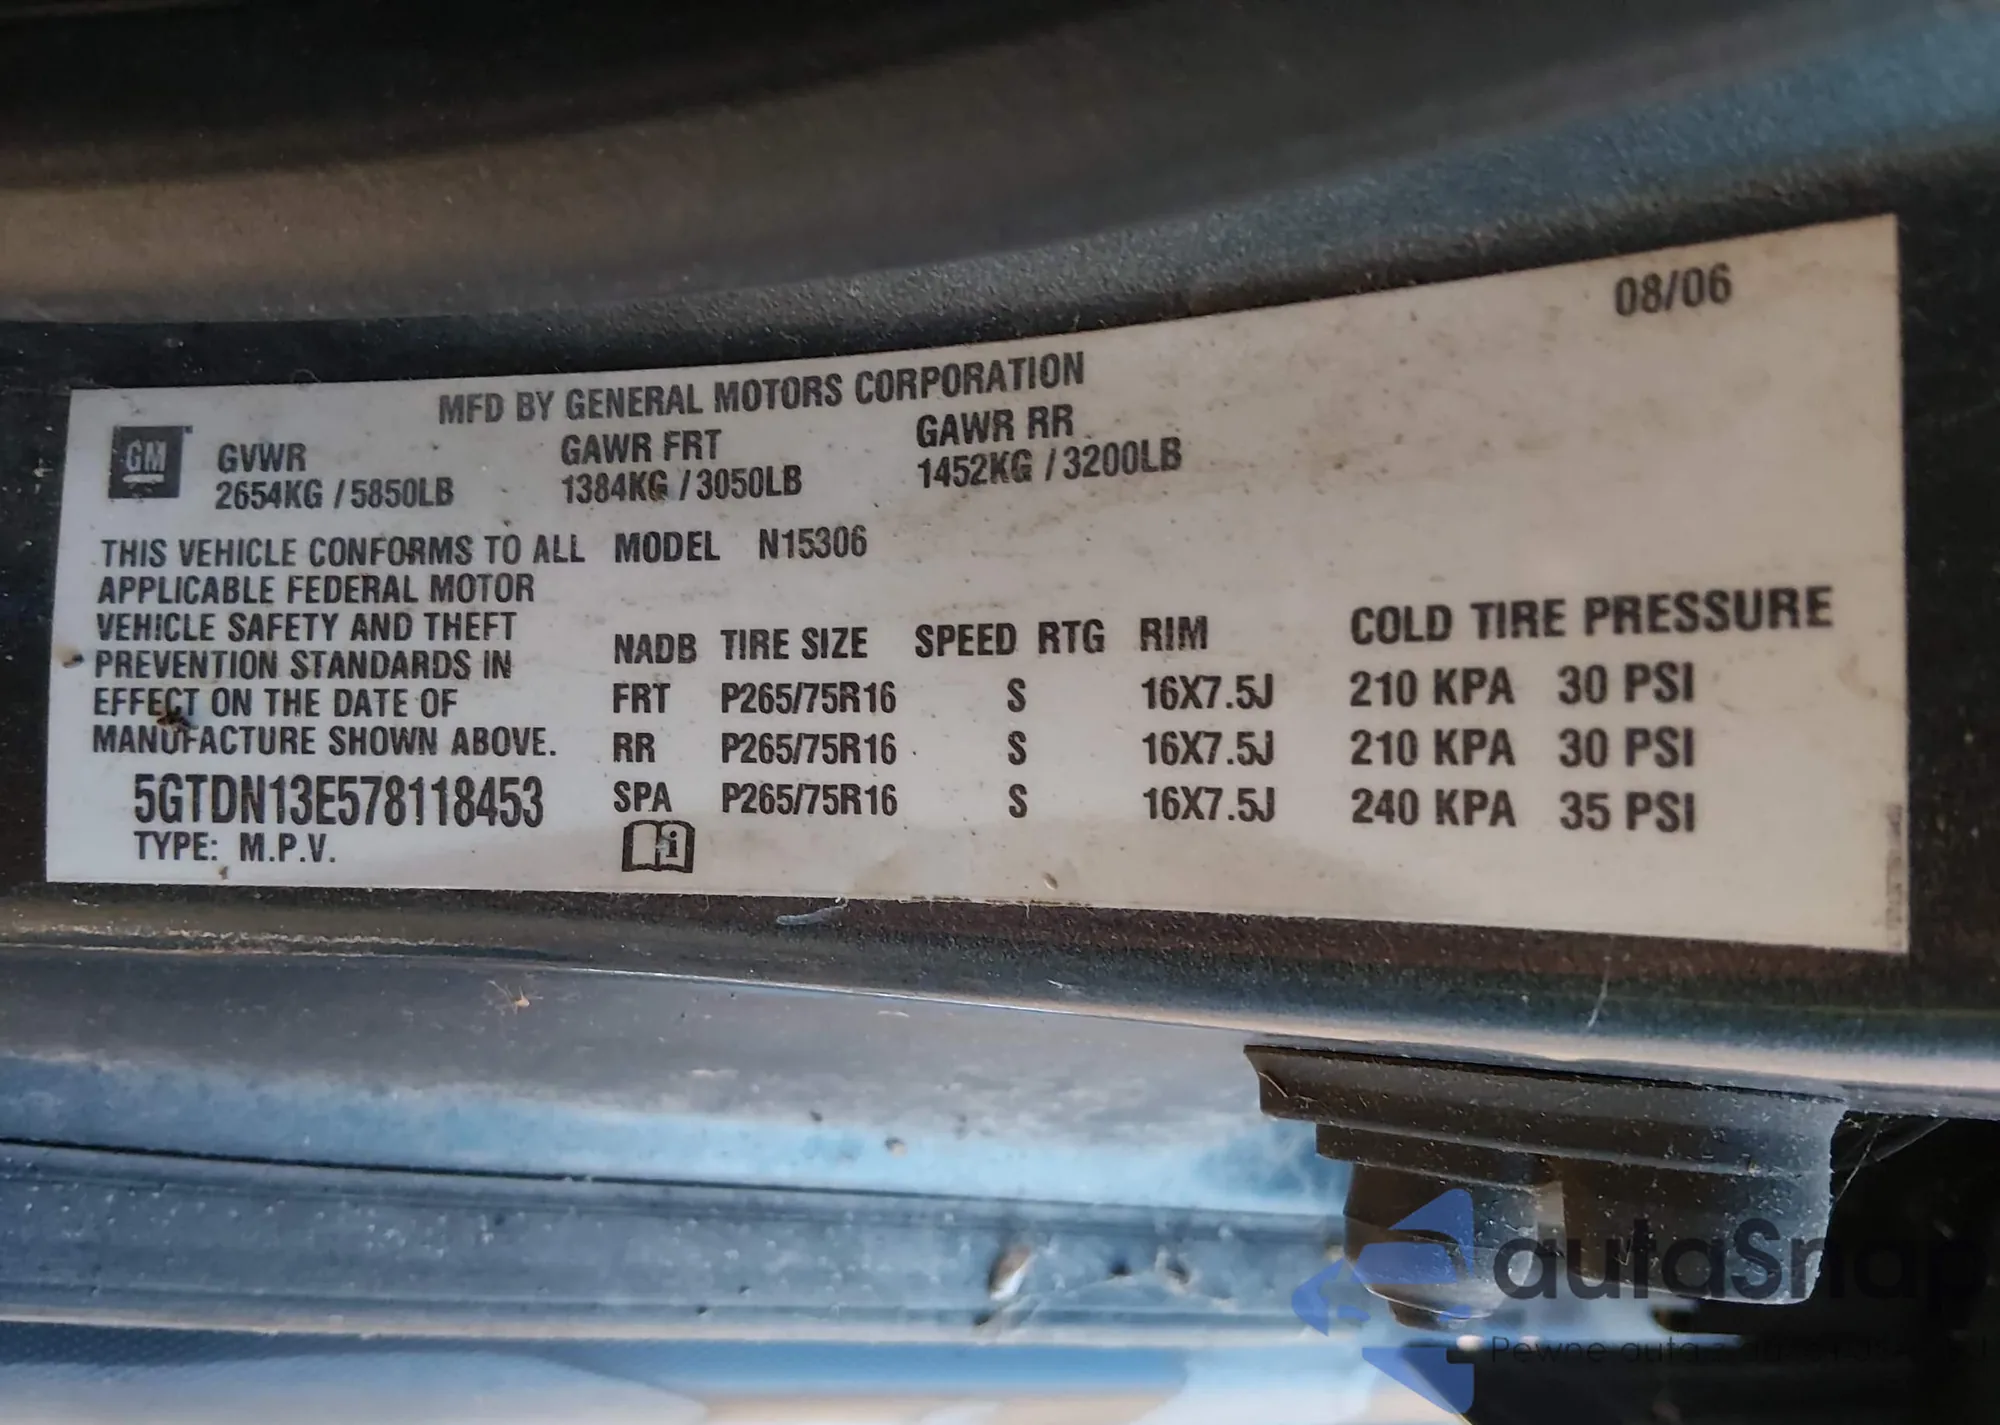 08/06
MFD BY GENERAL MOTORS CORPORATION
GM
GVWR GAWR FRT GAWR RR
2654KG / 5850LB 1384KG / 3050LB 1452KG / 3200LB
THIS VEHICLE CONFORMS TO ALL MODEL N15306
APPLICABLE FEDERAL MOTOR
VEHICLE SAFETY AND THEFT
PREVENTION STANDARDS IN
EFFECT ON THE DATE OF
MANUFACTURE SHOWN ABOVE.
5GTDN13E578118453
TYPE: M.P.V.
NADB TIRE SIZE SPEED RTG RIM COLD TIRE PRESSURE
FRT P265/75R16 S 16X7.5J 210 KPA 30 PSI
RR P265/75R16 S 16X7.5J 210 KPA 30 PSI
SPA P265/75R16 S 16X7.5J 240 KPA 35 PSI
i
autaSnap
Pewne auta